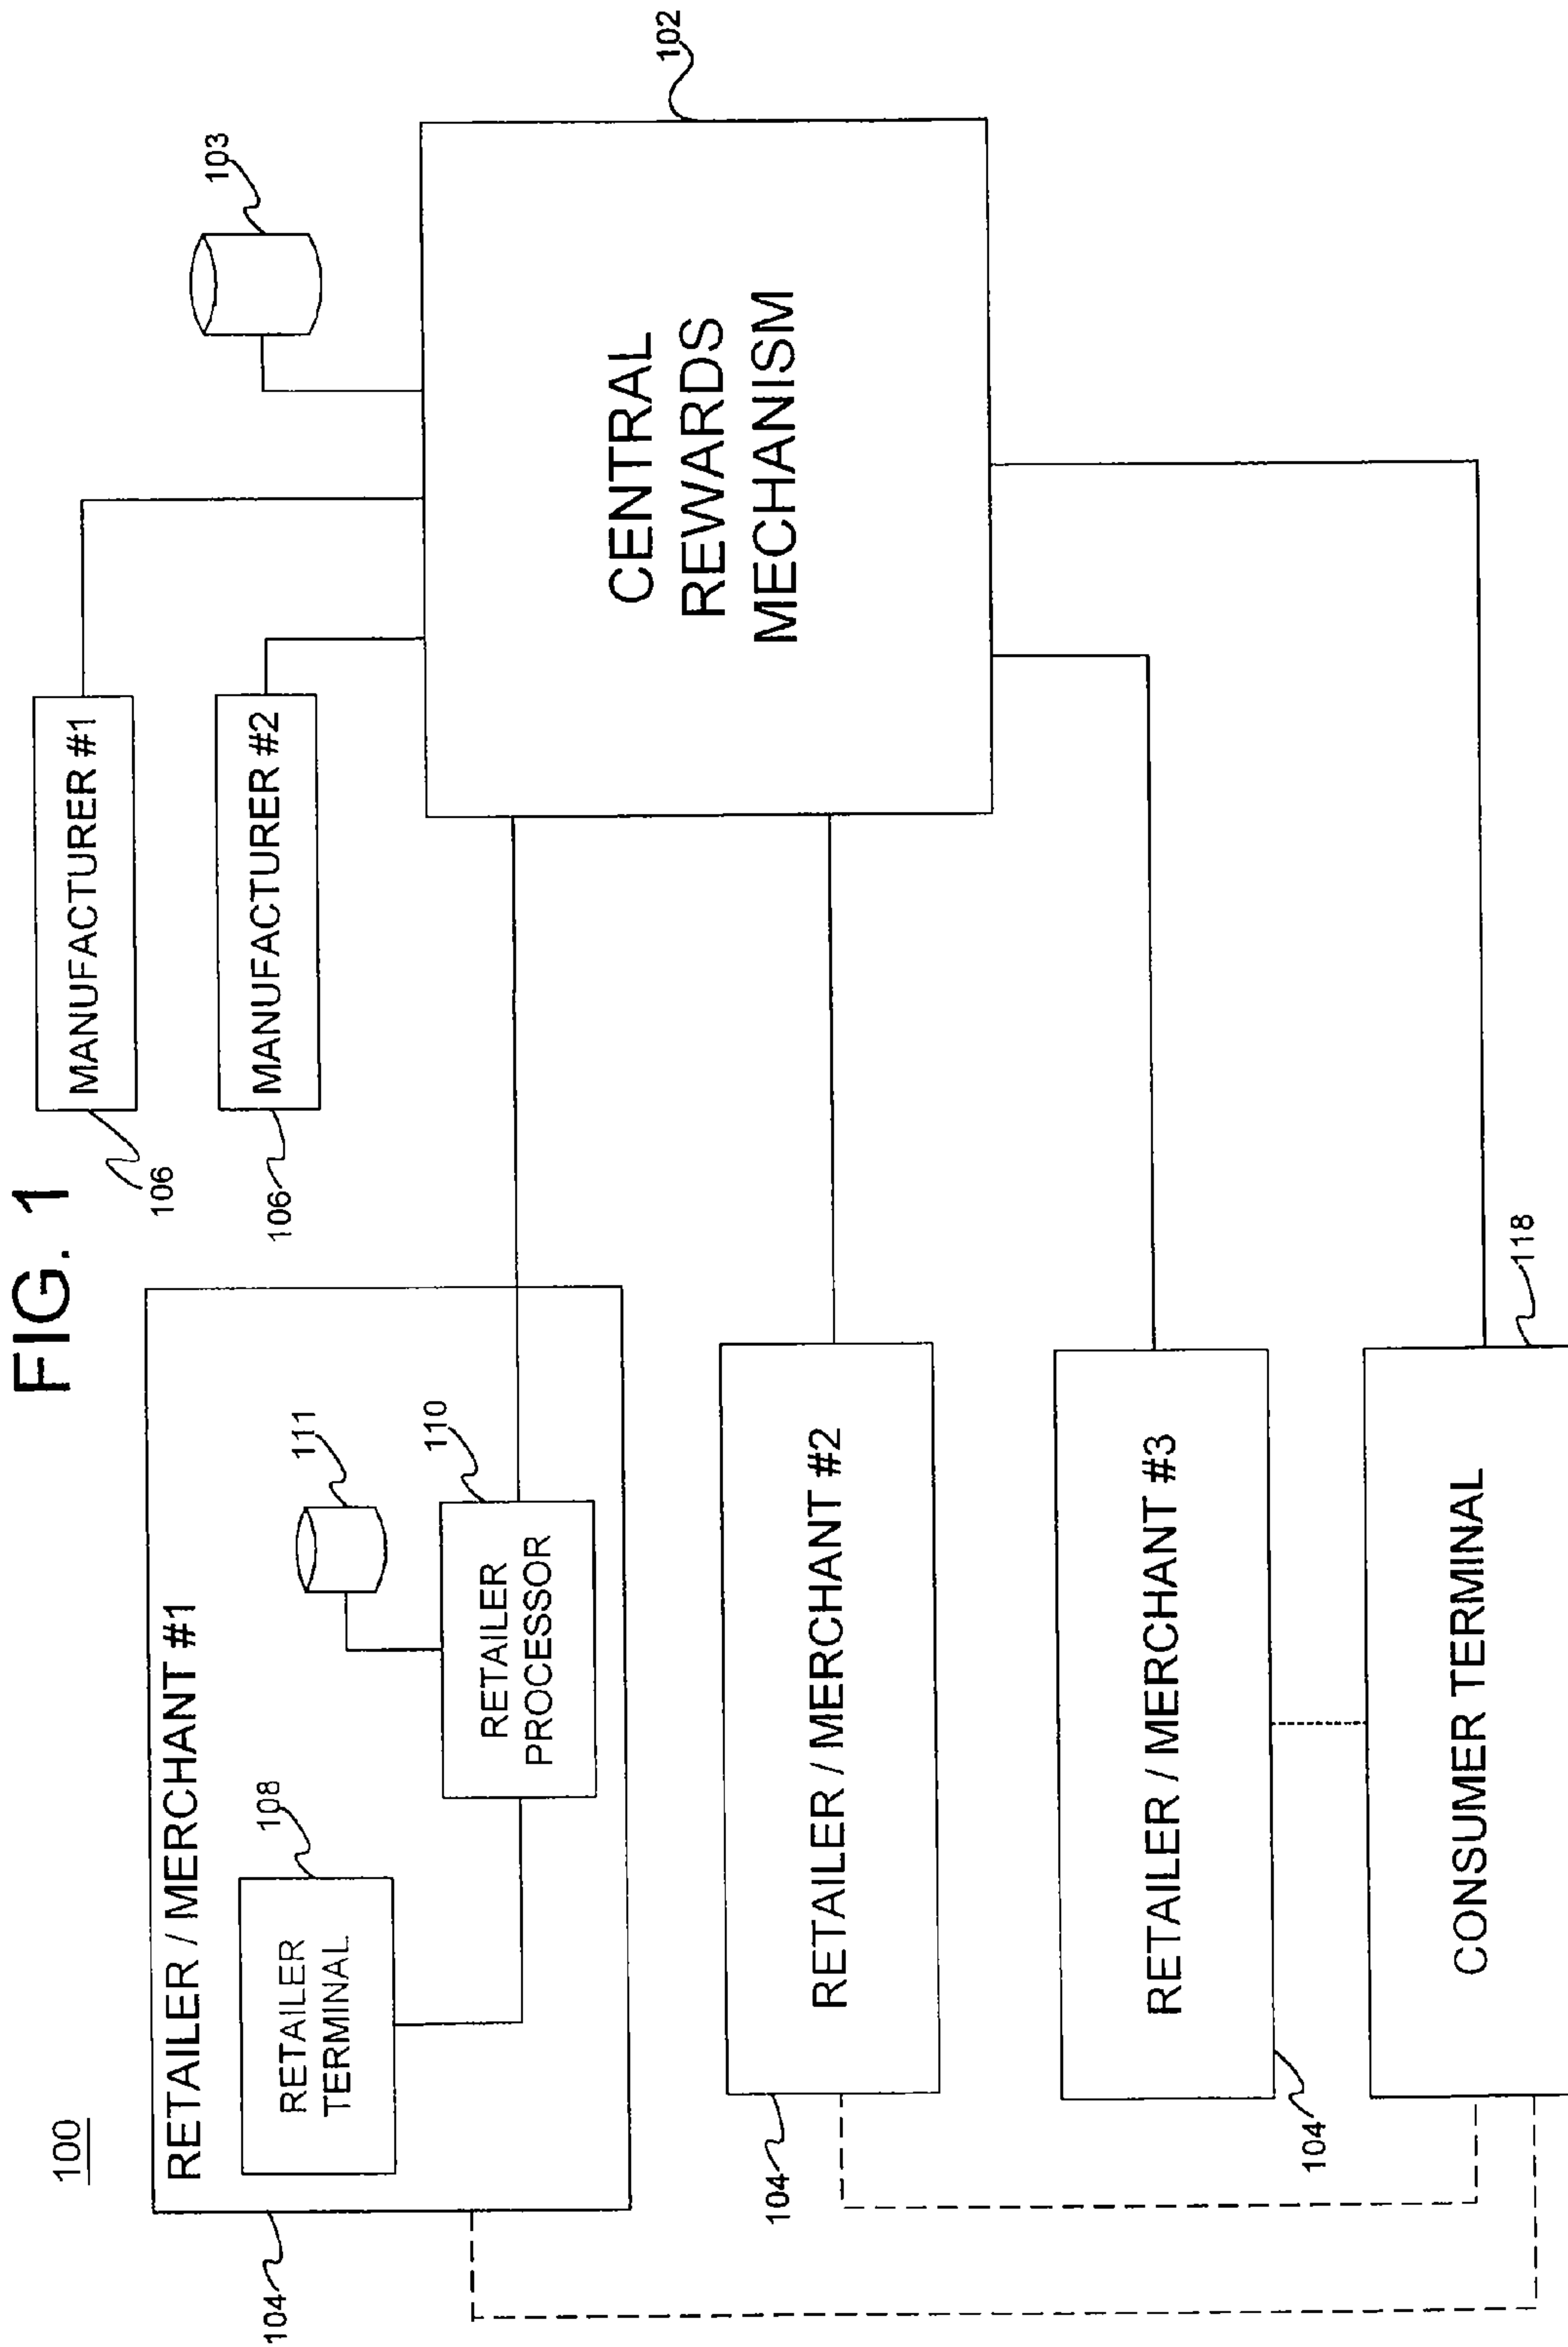 FIG. 1
100
RETAILER / MERCHANT #1
104
RETAILER
TERMINAL
108
RETAILER
PROCESSOR
110
111
MANUFACTURER #1
106
MANUFACTURER #2
106
103
CENTRAL
REWARDS
MECHANISM
102
RETAILER / MERCHANT #2
104
RETAILER / MERCHANT #3
104
CONSUMER TERMINAL
118